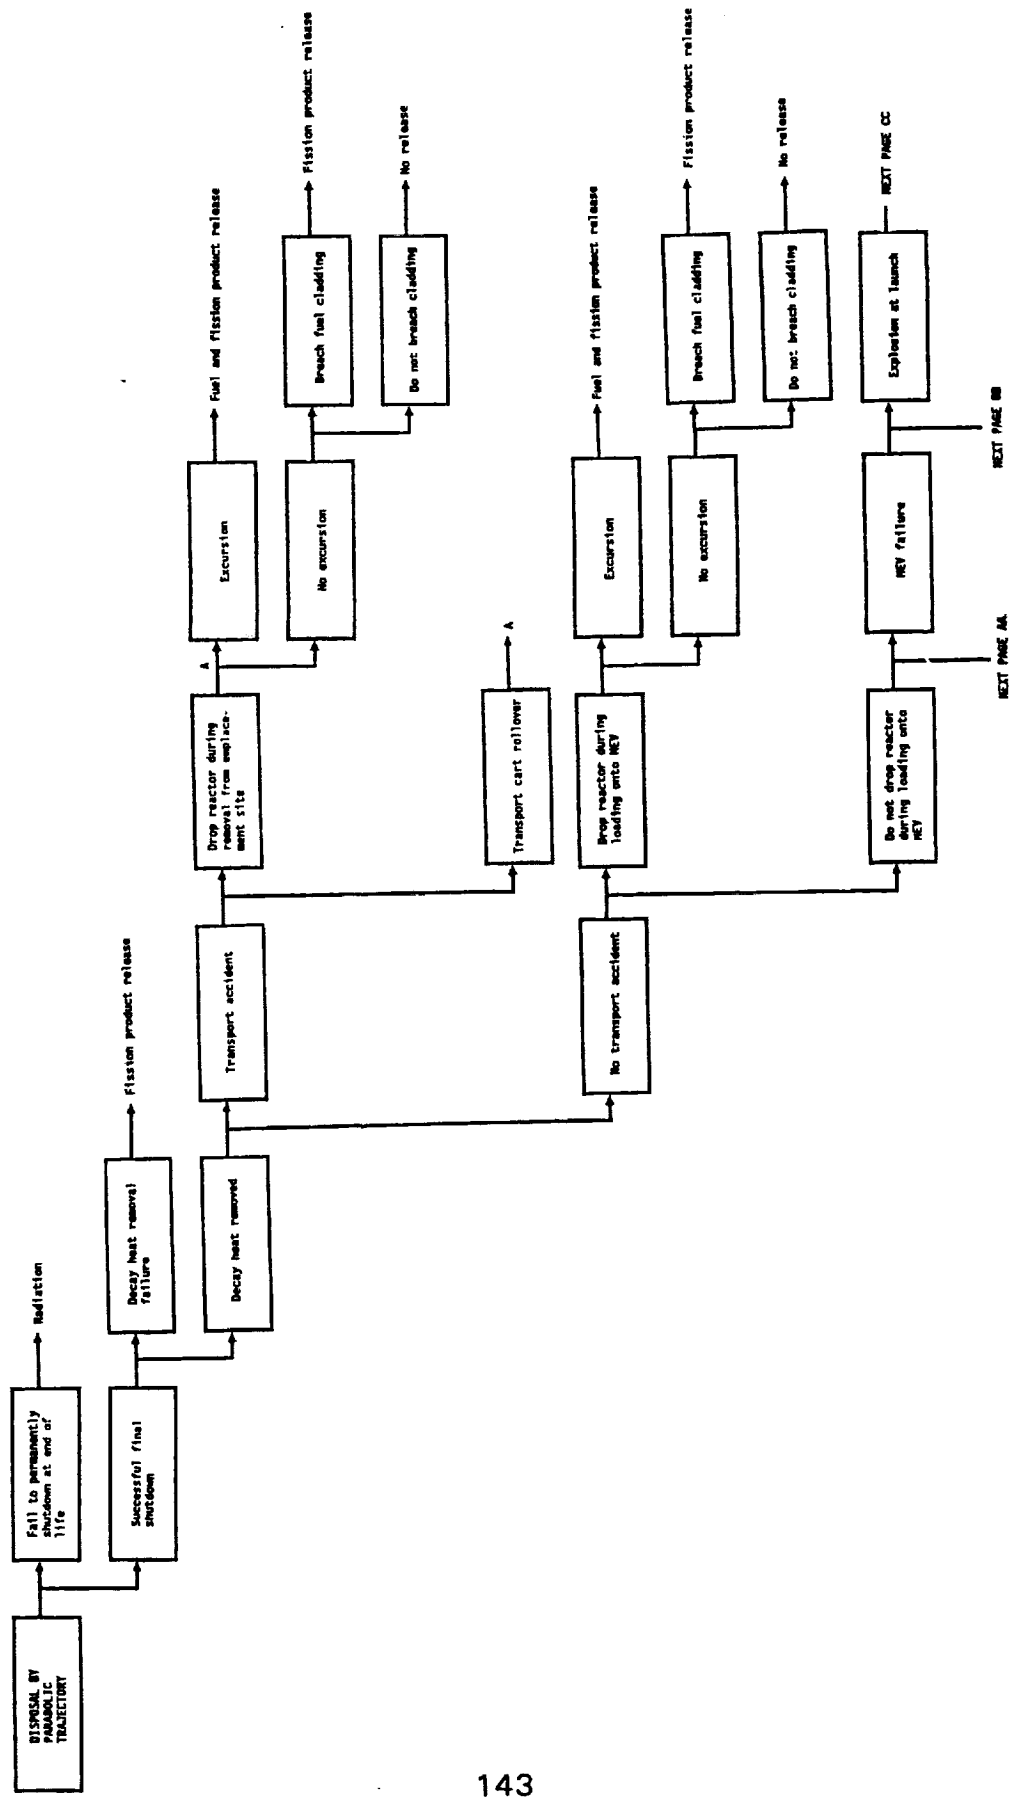 DISPOSAL BY
PARABOLIC
TRAJECTORY
Fail to permanently
shutdown at end of
life
Radiation
Successful final
shutdown
Decay heat removal
failure
Fission product release
Decay heat removed
Transport accident
Drop reactor during
removal from emplace-
ment site
A
Excursion
Fuel and fission product release
No excursion
Breach fuel cladding
Fission product release
Do not breach cladding
No release
Transport cart rollover
A
No transport accident
Drop reactor during
loading onto MEV
Excursion
Fuel and fission product release
No excursion
Breach fuel cladding
Fission product release
Do not breach cladding
No release
Do not drop reactor
during loading onto
MEV
NEXT PAGE AA
MEV failure
NEXT PAGE BB
Explosion at launch
NEXT PAGE CC
143